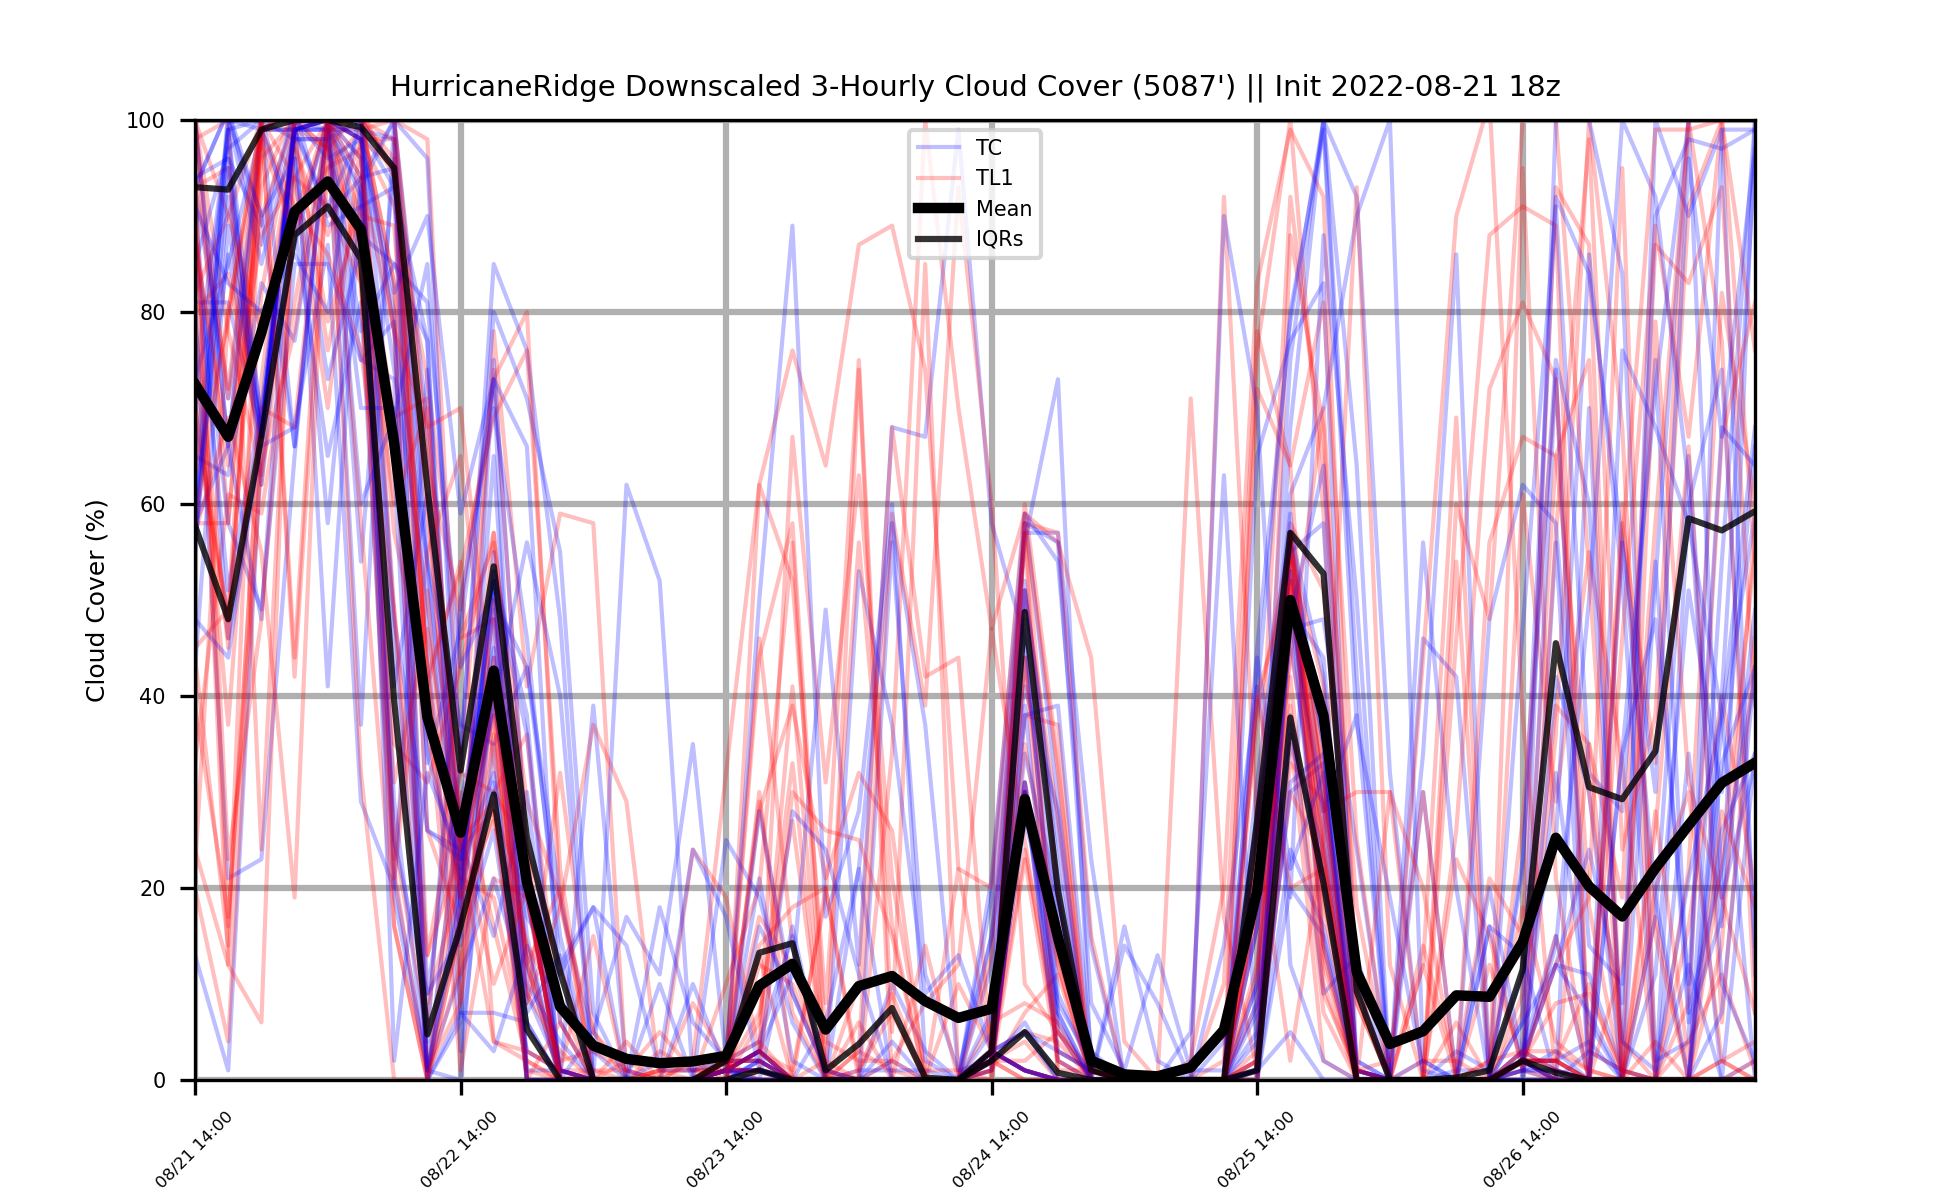 HurricaneRidge Downscaled 3-Hourly Cloud Cover (5087') || Init 2022-08-21 18z
TC
TL1
Mean
IQRs
Cloud Cover (%)
100
80
60
40
20
0
08/21 14:00
08/22 14:00
08/23 14:00
08/24 14:00
08/25 14:00
08/26 14:00